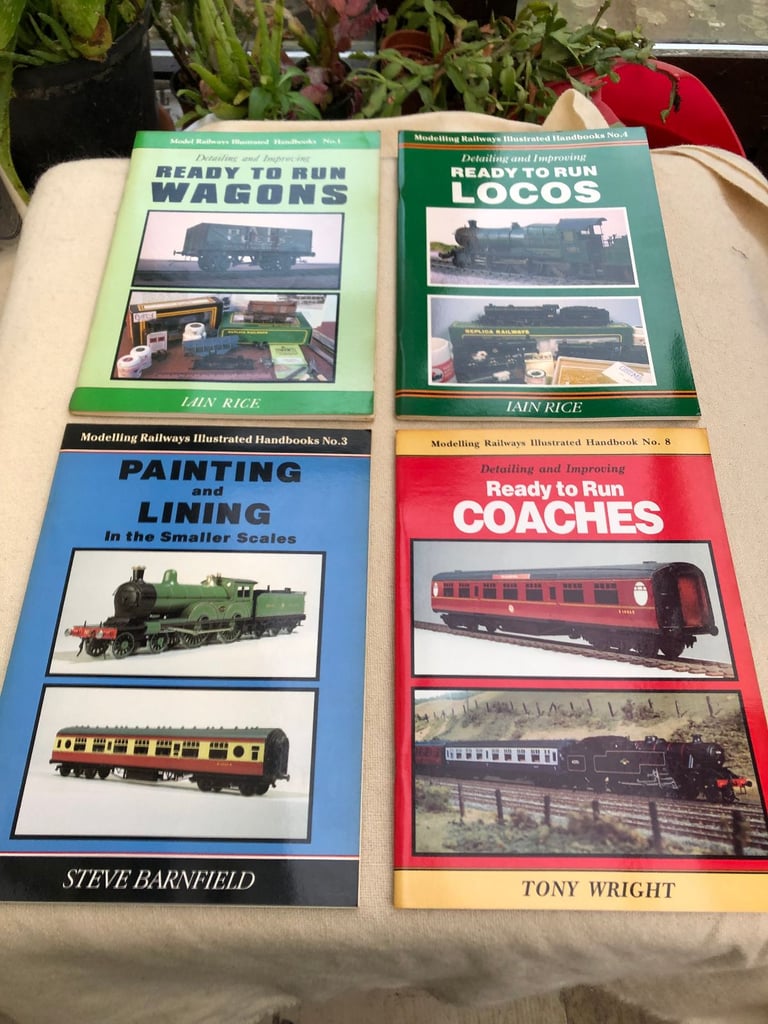 Model Railways Illustrated Handbooks No.1
Detailing and Improving
READY TO RUN
WAGONS
REPLICA RAILWAYS
IAIN RICE
Modelling Railways Illustrated Handbooks No.4
Detailing and Improving
READY TO RUN
LOCOS
REPLICA RAILWAYS
IAIN RICE
Modelling Railways Illustrated Handbooks No.3
PAINTING
and
LINING
In the Smaller Scales
STEVE BARNFIELD
Modelling Railways Illustrated Handbook No. 8
Detailing and Improving
Ready to Run
COACHES
TONY WRIGHT